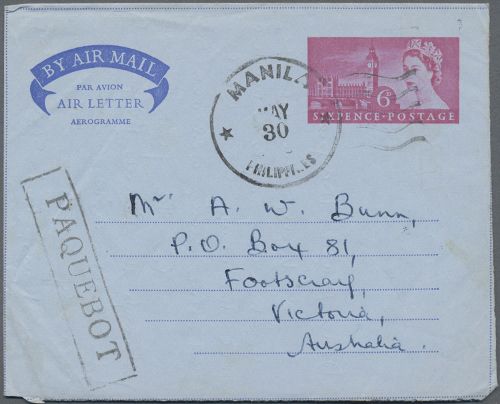 BY AIR MAIL
PAR AVION
AIR LETTER
AEROGRAMME
MANILA
MAY
30
PHILIPPINES
6D
SIXPENCE·POSTAGE
PAQUEBOT
Mr A. W. Bunn,
P.O. Box 81,
Footscray,
Victoria,
Australia.